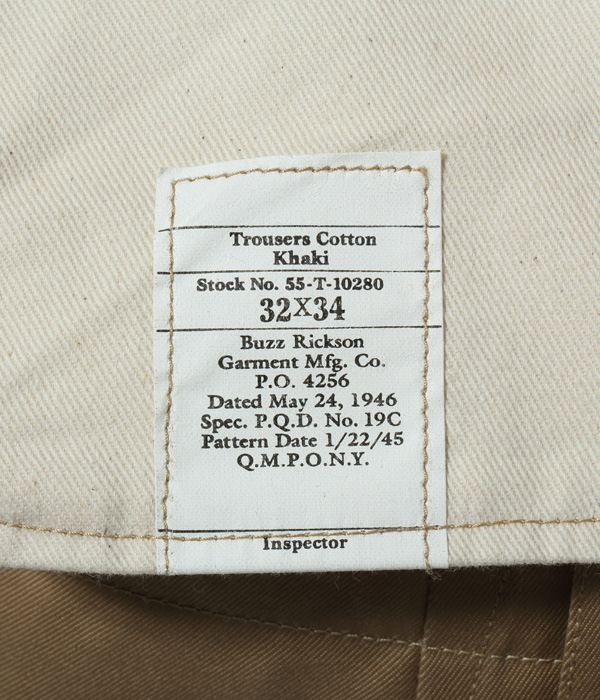 Trousers Cotton
Khaki
Stock No. 55-T-10280
32X34
Buzz Rickson
Garment Mfg. Co.
P.O. 4256
Dated May 24, 1946
Spec. P.Q.D. No. 19C
Pattern Date 1/22/45
Q.M.P.O.N.Y.
Inspector